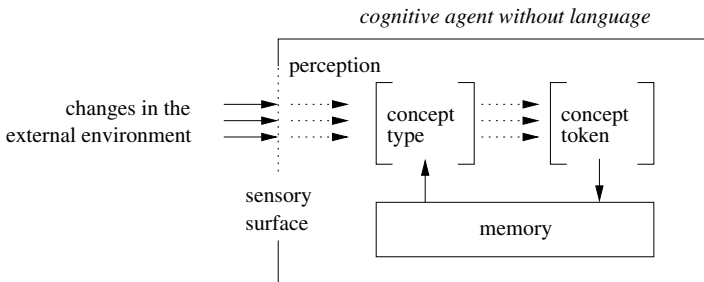 cognitive agent without language
perception
changes in the
external environment
concept
type
concept
token
sensory
surface
memory